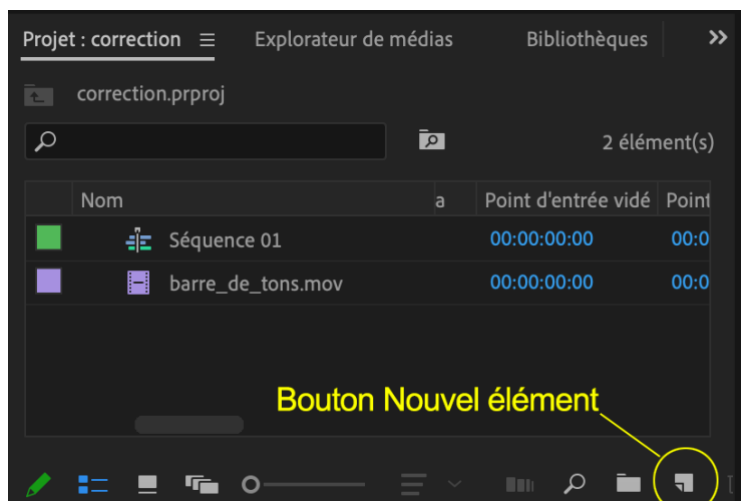 Projet : correction Explorateur de médias Bibliothèques
correction.prproj
2 élément(s)
Nom a Point d'entrée vidé Point
Séquence 01 00:00:00:00 00:0
barre_de_tons.mov 00:00:00:00 00:0
Bouton Nouvel élément